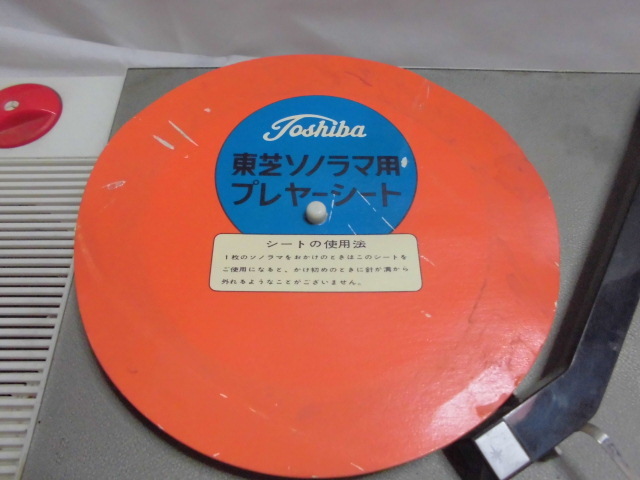 Toshiba
東芝ソノラマ用
プレヤーシート
シートの使用法
1枚のソノラマをおかけのときはこのシートを
ご使用になると、かけ初めのときに針が溝から
外れるようなことがございません。